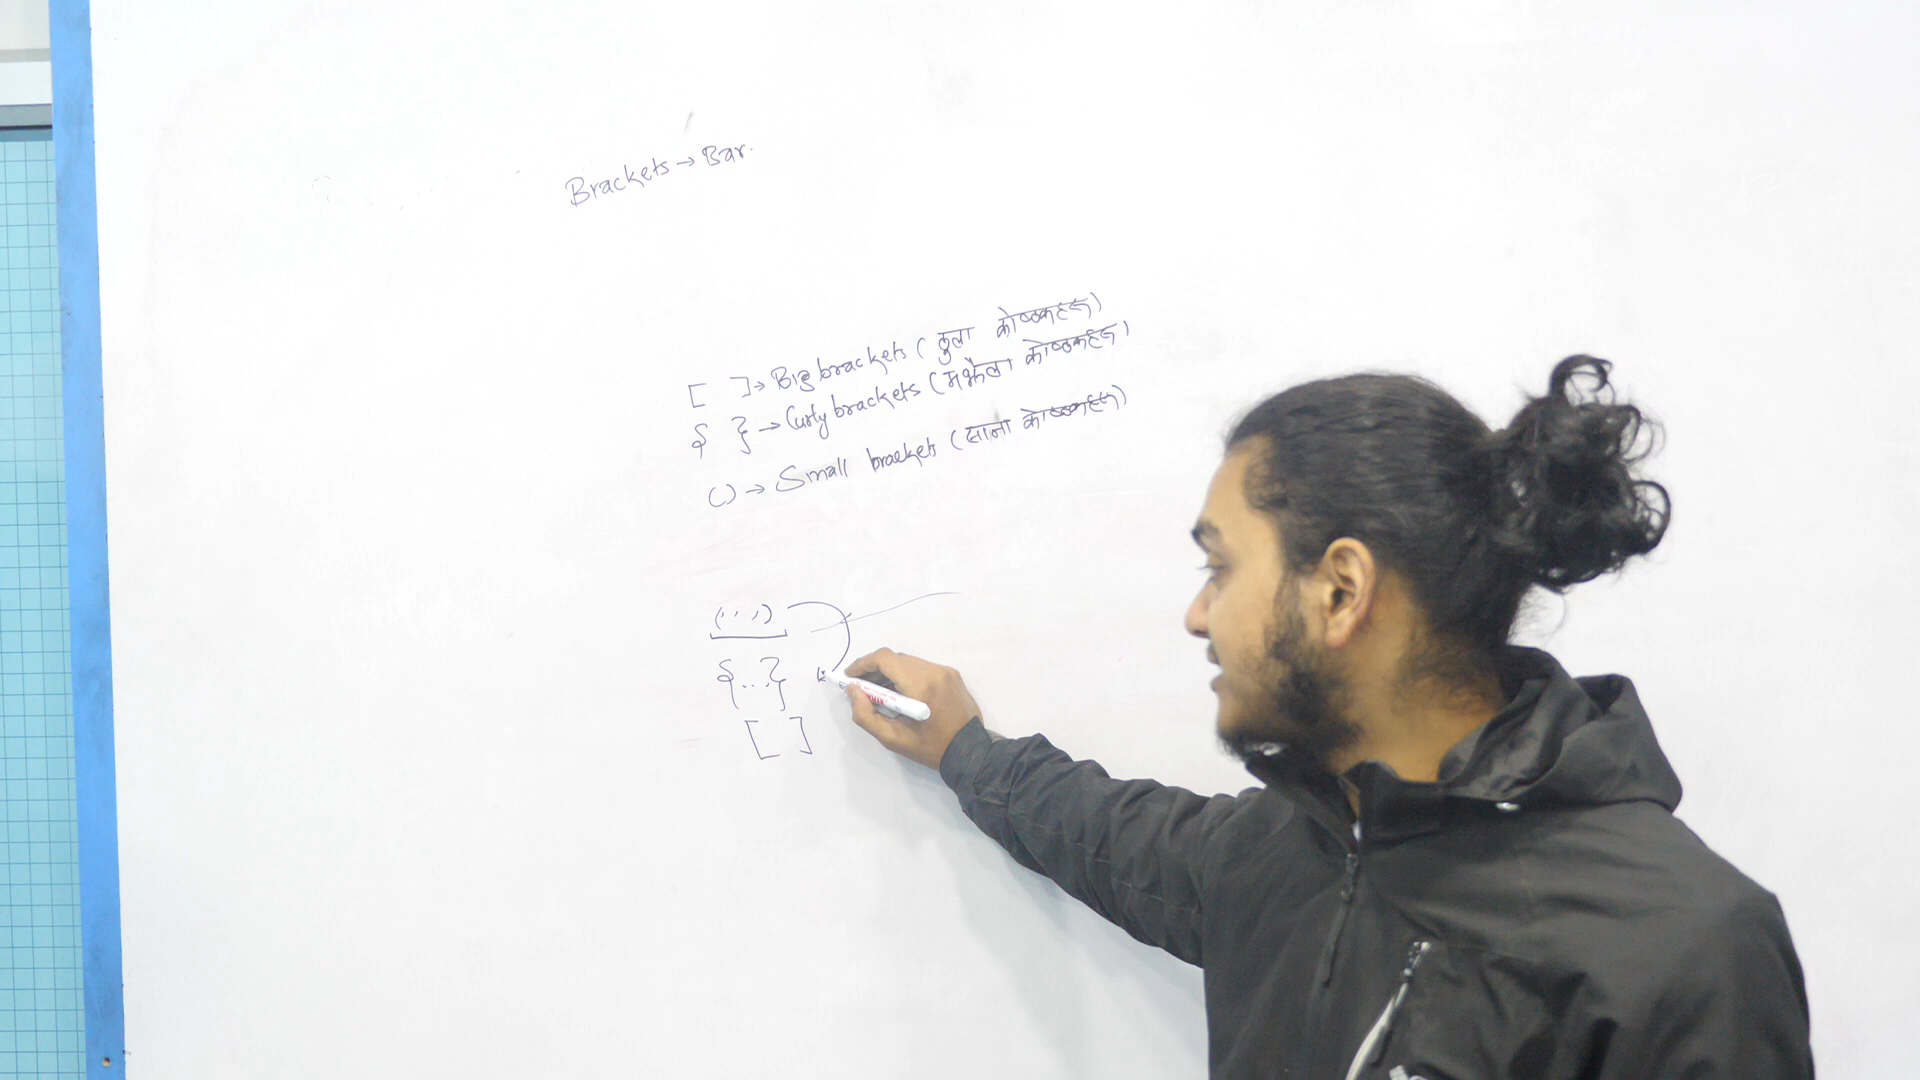 Brackets → Bar.
[ ] → Big brackets ( ठुला कोष्ठकहरू )
{ } → Curly brackets ( मझौला कोष्ठकहरू )
( ) → Small brackets ( साना कोष्ठकहरू )
(...)
{...}
[ ]